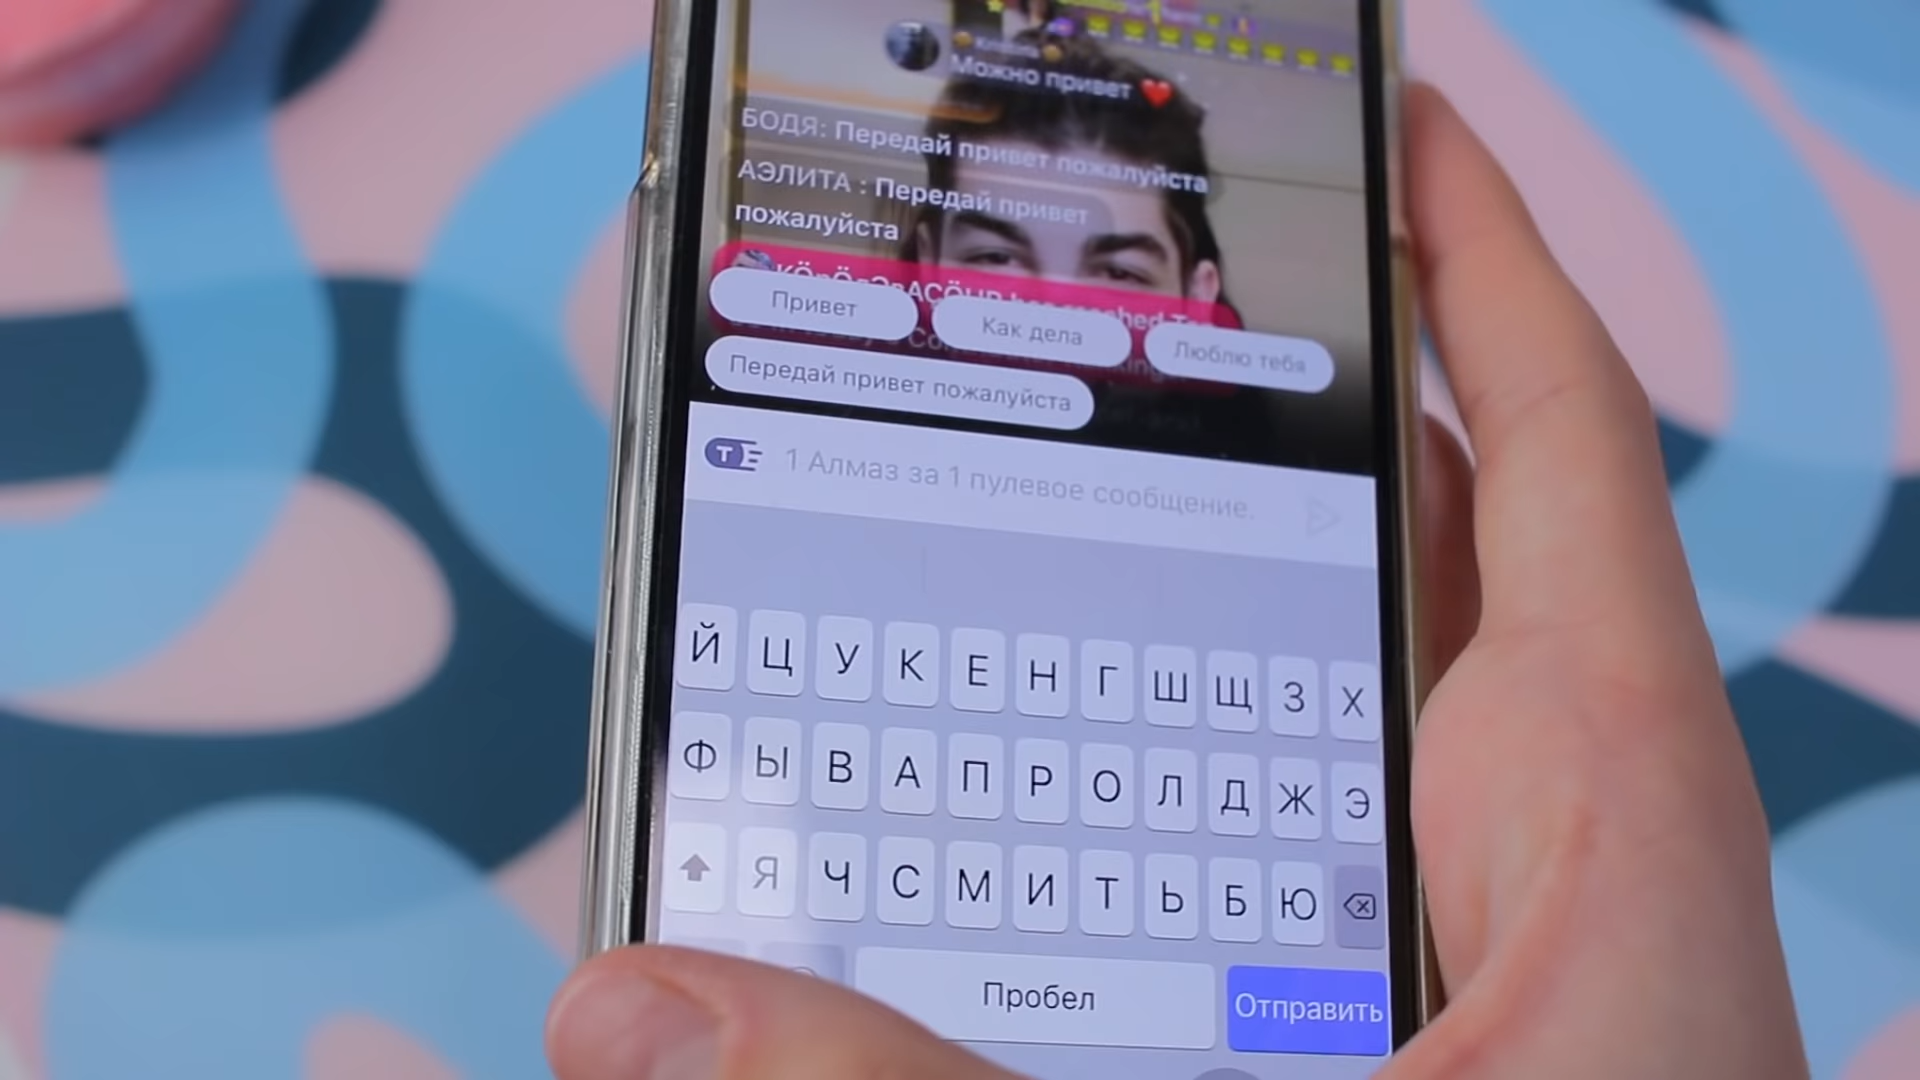 Можно привет ❤️
БОДЯ: Передай привет пожалуйста
АЭЛИТА : Передай привет
пожалуйста
Привет
Как дела
Люблю тебя
Передай привет пожалуйста
T
1 Алмаз за 1 пулевое сообщение.
Й Ц У К Е Н Г Ш Щ З Х
Ф Ы В А П Р О Л Д Ж Э
Я Ч С М И Т Ь Б Ю
Пробел
Отправить